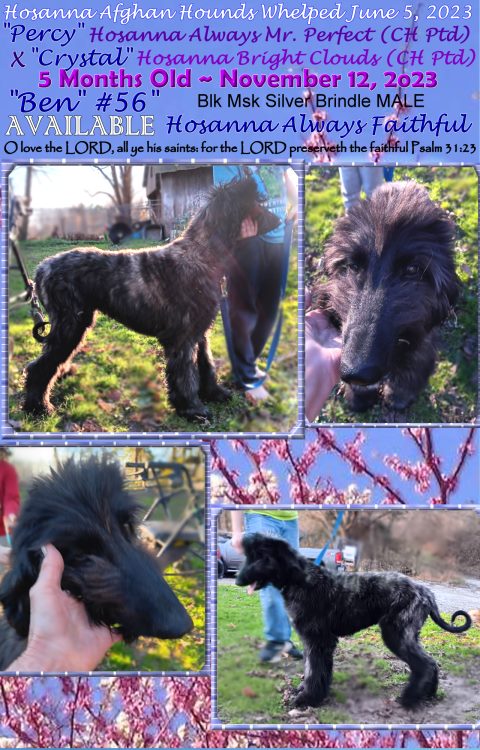 Hosanna Afghan Hounds Whelped June 5, 2023
"Percy" Hosanna Always Mr. Perfect (CH Ptd)
X "Crystal" Hosanna Bright Clouds (CH Ptd)
5 Months Old ~ November 12, 2o23
"Ben" #56" Blk Msk Silver Brindle MALE
AVAILABLE Hosanna Always Faithful
O love the LORD, all ye his saints: for the LORD preserveth the faithful Psalm 31:23